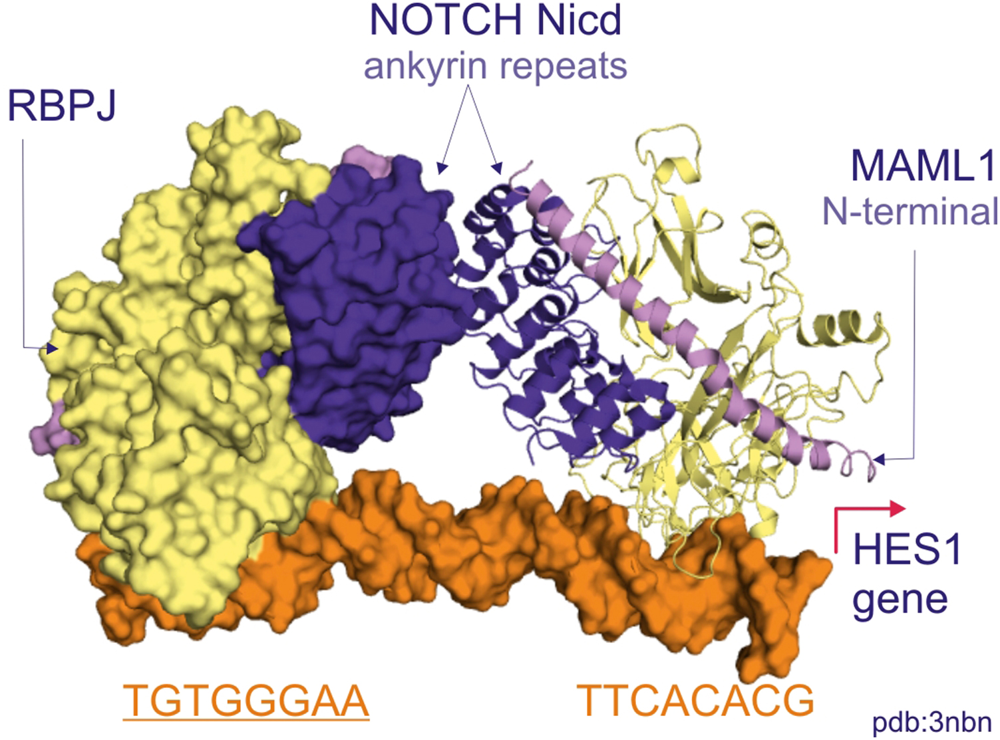 NOTCH Nicd
ankyrin repeats
RBPJ
MAML1
N-terminal
HES1
gene
TGTGGGAA
TTCACACG
pdb:3nbn